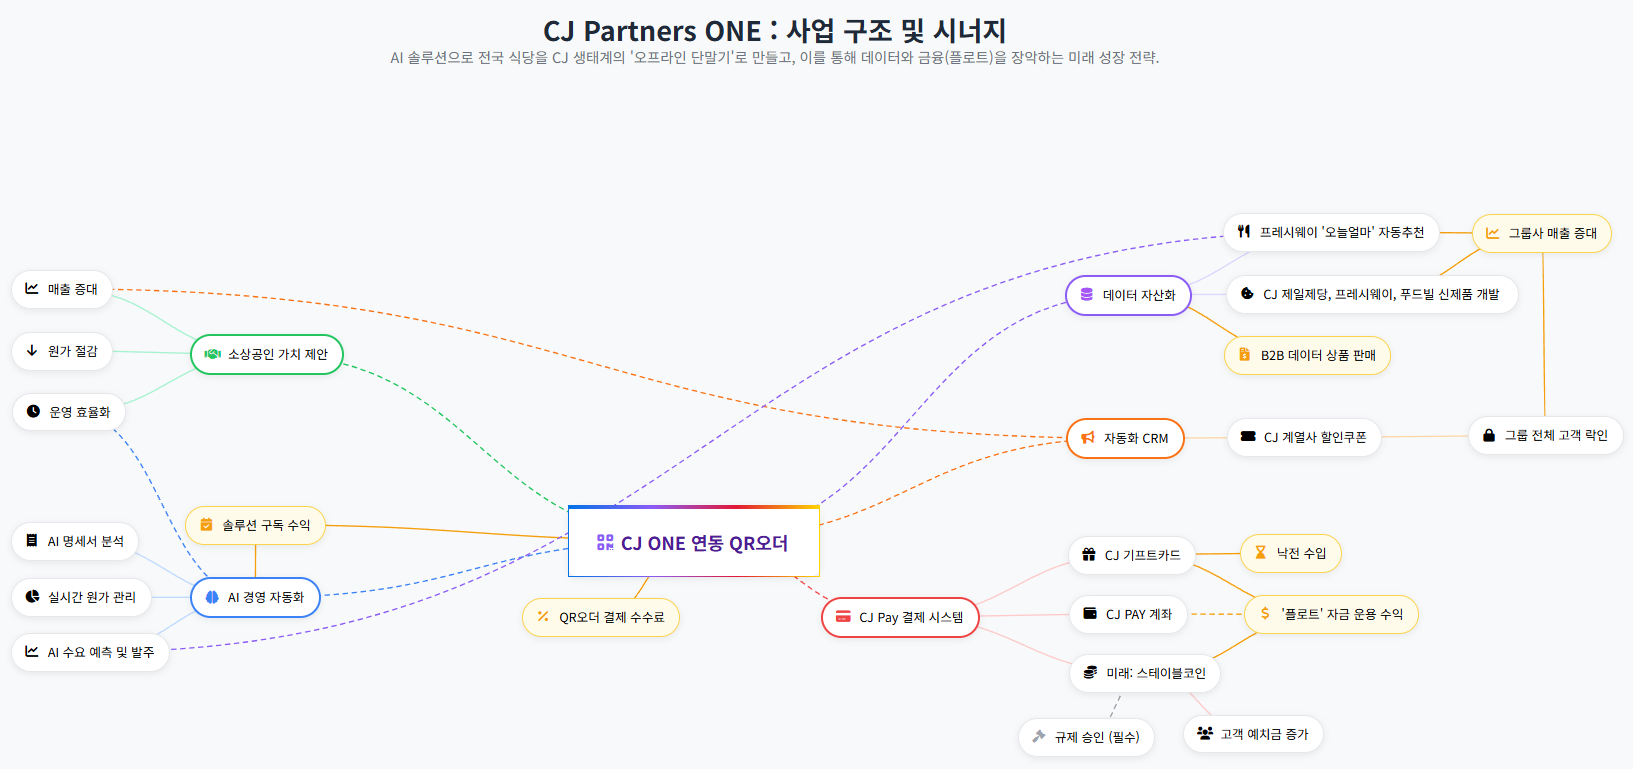 CJ Partners ONE : 사업 구조 및 시너지
AI 솔루션으로 전국 식당을 CJ 생태계의 '오프라인 단말기'로 만들고, 이를 통해 데이터와 금융(플로트)을 장악하는 미래 성장 전략.
매출 증대
원가 절감
운영 효율화
소상공인 가치 제안
솔루션 구독 수익
AI 명세서 분석
실시간 원가 관리
AI 수요 예측 및 발주
AI 경영 자동화
CJ ONE 연동 QR오더
QR오더 결제 수수료
프레시웨이 '오늘얼마' 자동추천
그룹사 매출 증대
데이터 자산화
CJ 제일제당, 프레시웨이, 푸드빌 신제품 개발
B2B 데이터 상품 판매
자동화 CRM
CJ 계열사 할인쿠폰
그룹 전체 고객 락인
CJ Pay 결제 시스템
CJ 기프트카드
낙전 수입
CJ PAY 계좌
'플로트' 자금 운용 수익
미래: 스테이블코인
규제 승인 (필수)
고객 예치금 증가